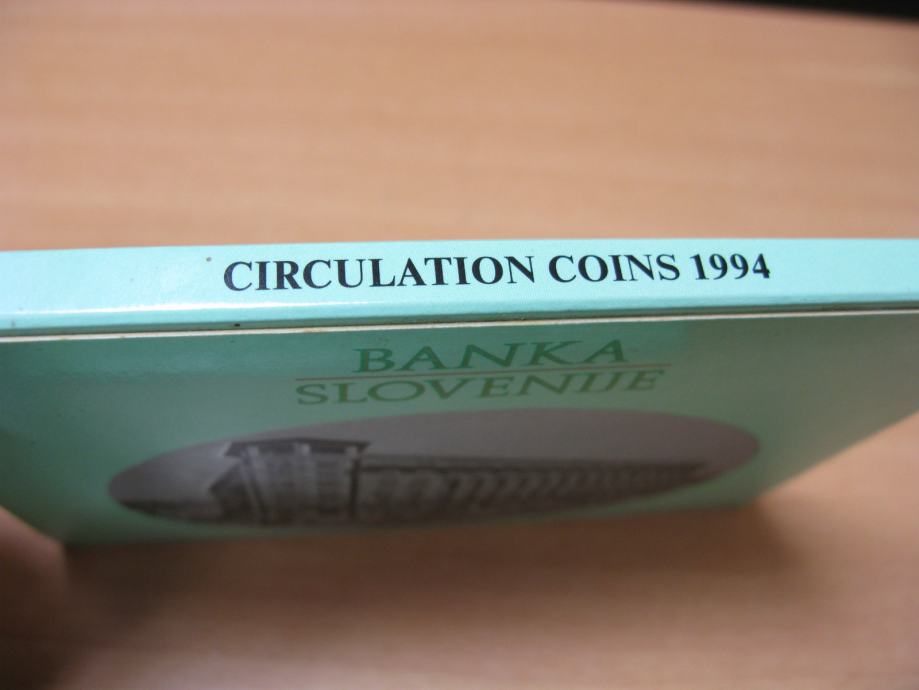 CIRCULATION COINS 1994
BANKA
SLOVENIJE